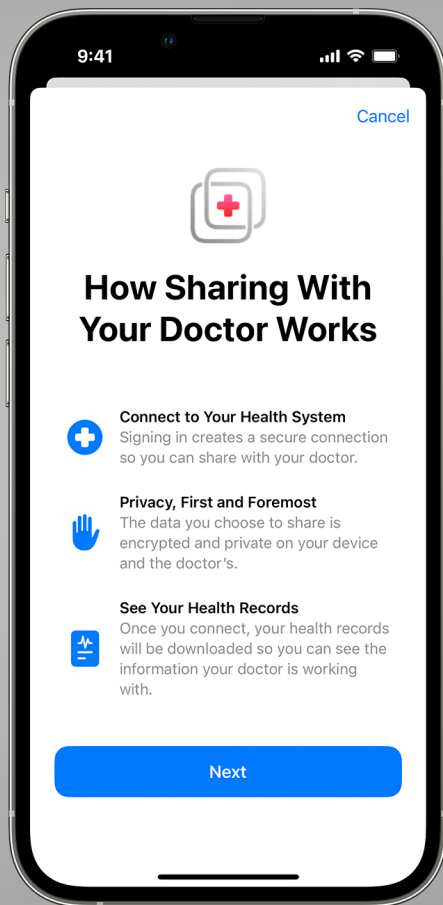 9:41
Cancel
How Sharing With
Your Doctor Works
Connect to Your Health System
Signing in creates a secure connection
so you can share with your doctor.
Privacy, First and Foremost
The data you choose to share is
encrypted and private on your device
and the doctor's.
See Your Health Records
Once you connect, your health records
will be downloaded so you can see the
information your doctor is working
with.
Next